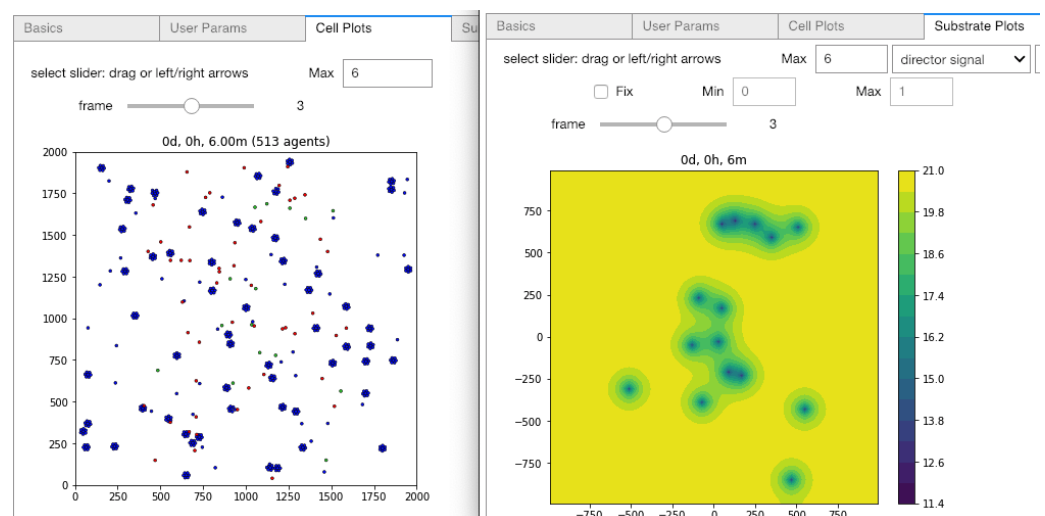 Basics User Params Cell Plots Su
select slider: drag or left/right arrows Max 6
frame 3
0d, 0h, 6.00m (513 agents)
2000
1750
1500
1250
1000
750
500
250
0
0 250 500 750 1000 1250 1500 1750 2000
Basics User Params Cell Plots Substrate Plots
select slider: drag or left/right arrows Max 6 director signal
Fix Min 0 Max 1
frame 3
0d, 0h, 6m
750
500
250
0
−250
−500
−750
−750 −500 −250 0 250 500 750
21.0
19.8
18.6
17.4
16.2
15.0
13.8
12.6
11.4